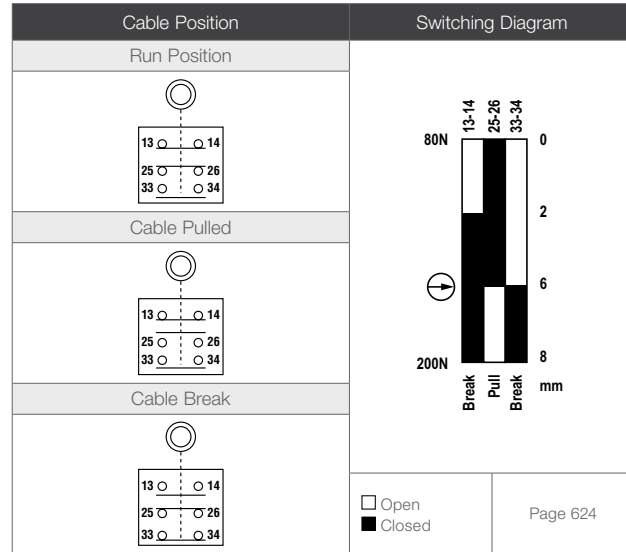 Cable Position
Run Position
13 14
25 26
33 34
Cable Pulled
13 14
25 26
33 34
Cable Break
13 14
25 26
33 34
Switching Diagram
13-14 25-26 33-34
80N 0
2
6
200N 8
Break Pull Break mm
Open
Closed
Page 624